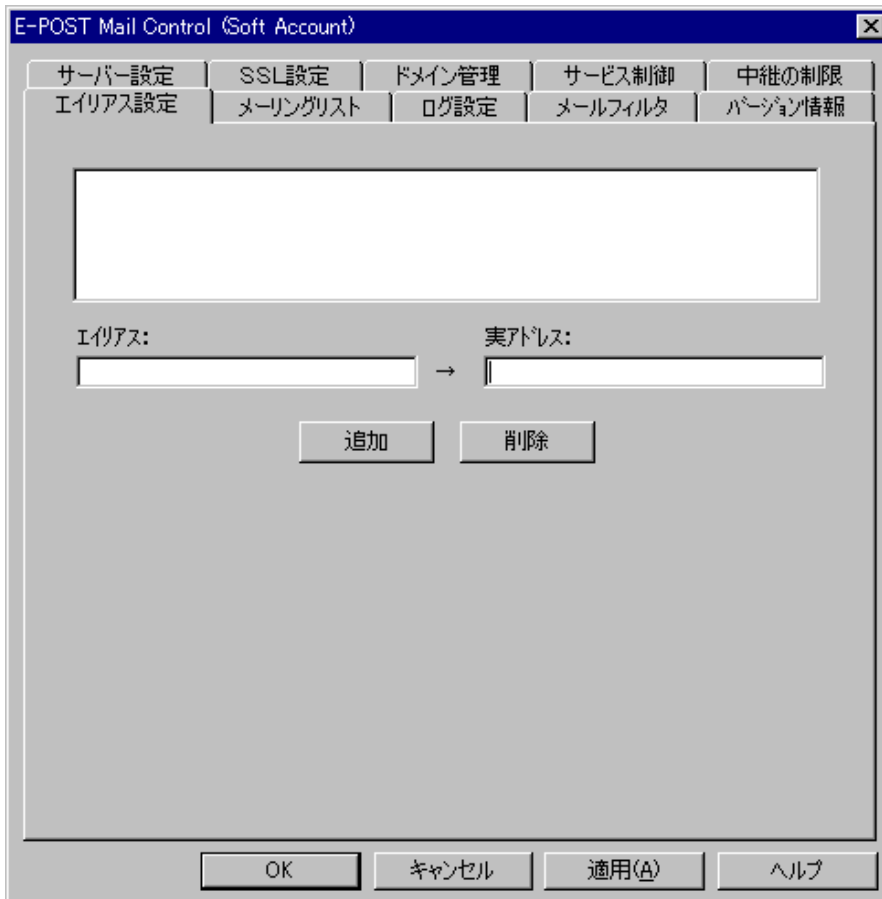 E-POST Mail Control (Soft Account)
サーバー設定 SSL設定 ドメイン管理 サービス制御 中継の制限
エイリアス設定 メーリングリスト ログ設定 メールフィルタ バージョン情報
エイリアス: 実アドレス:
→
追加 削除
OK キャンセル 適用(A) ヘルプ